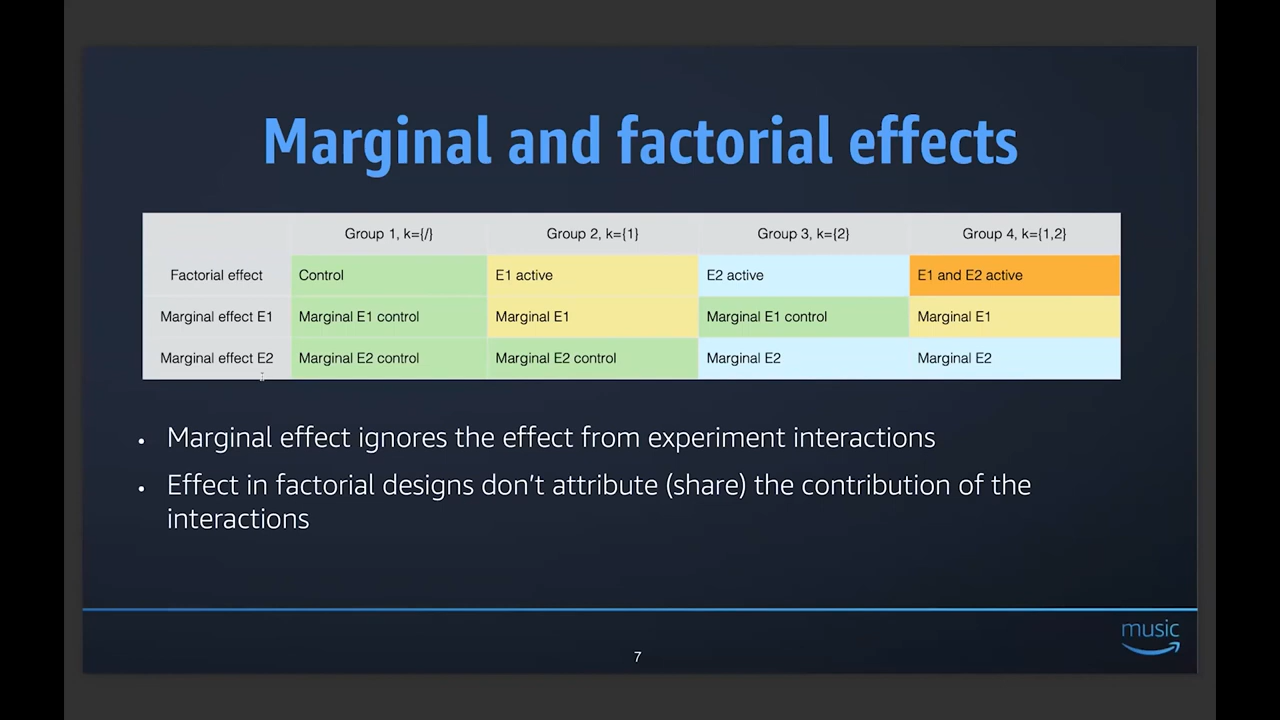 Marginal and factorial effects
Group 1, k={/} Group 2, k={1} Group 3, k={2} Group 4, k={1,2}
Factorial effect Control E1 active E2 active E1 and E2 active
Marginal effect E1 Marginal E1 control Marginal E1 Marginal E1 control Marginal E1
Marginal effect E2 Marginal E2 control Marginal E2 control Marginal E2 Marginal E2
• Marginal effect ignores the effect from experiment interactions
• Effect in factorial designs don’t attribute (share) the contribution of the
interactions
music
7